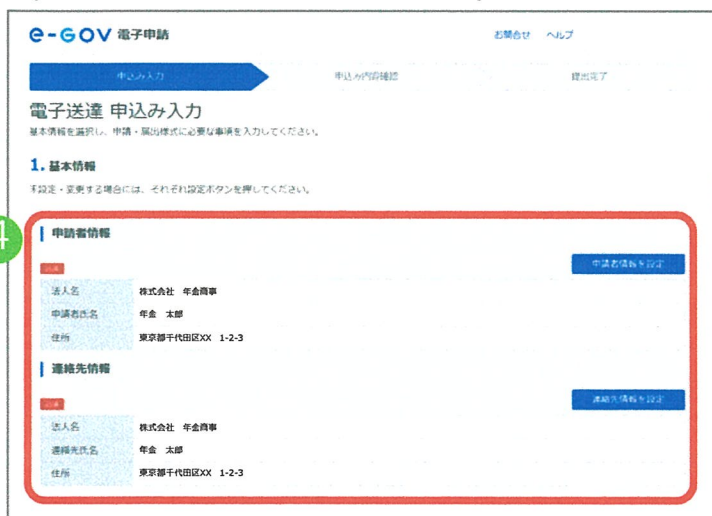 e-GOV 電子申請
お問合せ ヘルプ
申込み入力 申込み内容確認 提出完了
電子送達 申込み入力
基本情報を選択し、申請・届出様式に必要な事項を入力してください。
1. 基本情報
未設定・変更する場合には、それぞれ設定ボタンを押してください。
4
申請者情報
必須
申請者情報を設定
法人名 株式会社 年金商事
申請者氏名 年金 太郎
住所 東京都千代田区XX 1-2-3
連絡先情報
必須
連絡先情報を設定
法人名 株式会社 年金商事
連絡先氏名 年金 太郎
住所 東京都千代田区XX 1-2-3